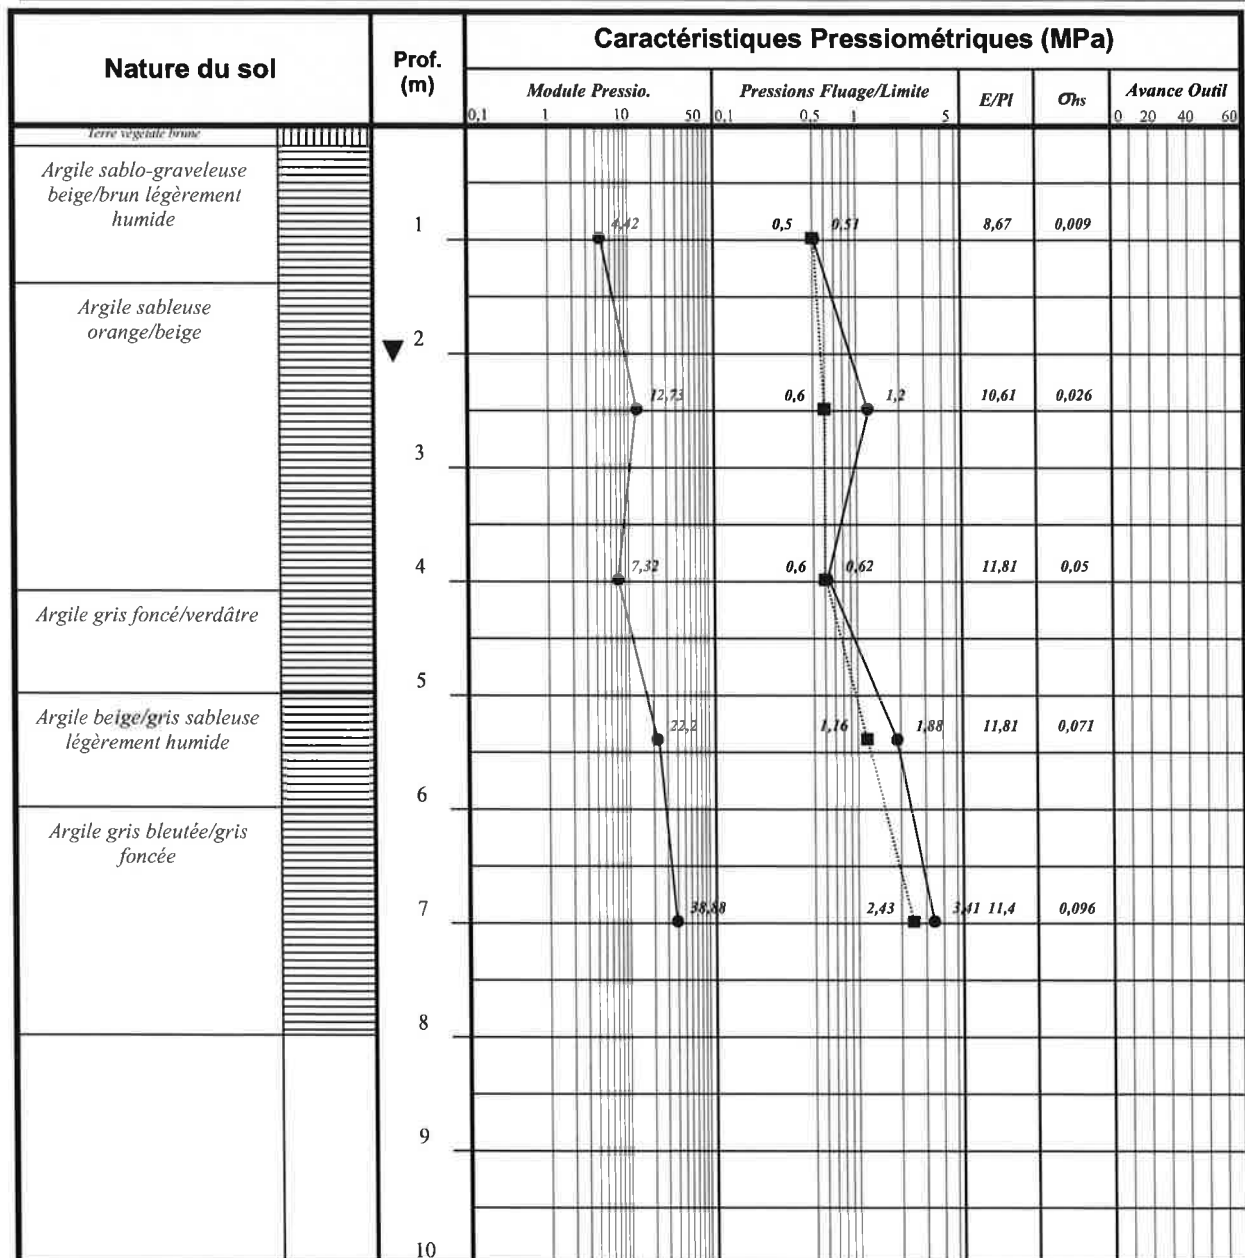 Caractéristiques Pressiométriques (MPa)
Nature du sol
Prof.
(m)
Module Pressio.
Pressions Fluage/Limite
E/Pl
σhs
Avance Outil
0,1 1 10 50
0,1 0,5 1 5
0 20 40 60
Terre végétale brune
Argile sablo-graveleuse
beige/brun légèrement
humide
1
4,42
0,5
0,51
8,67
0,009
Argile sableuse
orange/beige
2
12,73
0,6
1,2
10,61
0,026
3
4
7,32
0,6
0,62
11,81
0,05
Argile gris foncé/verdâtre
5
Argile beige/gris sableuse
légèrement humide
22,2
1,16
1,88
11,81
0,071
6
Argile gris bleutée/gris
foncée
7
38,88
2,43
3,41
11,4
0,096
8
9
10